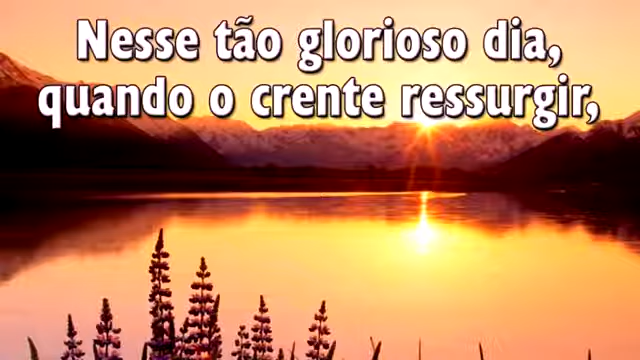 Nesse tão glorioso dia,
quando o crente ressurgir,